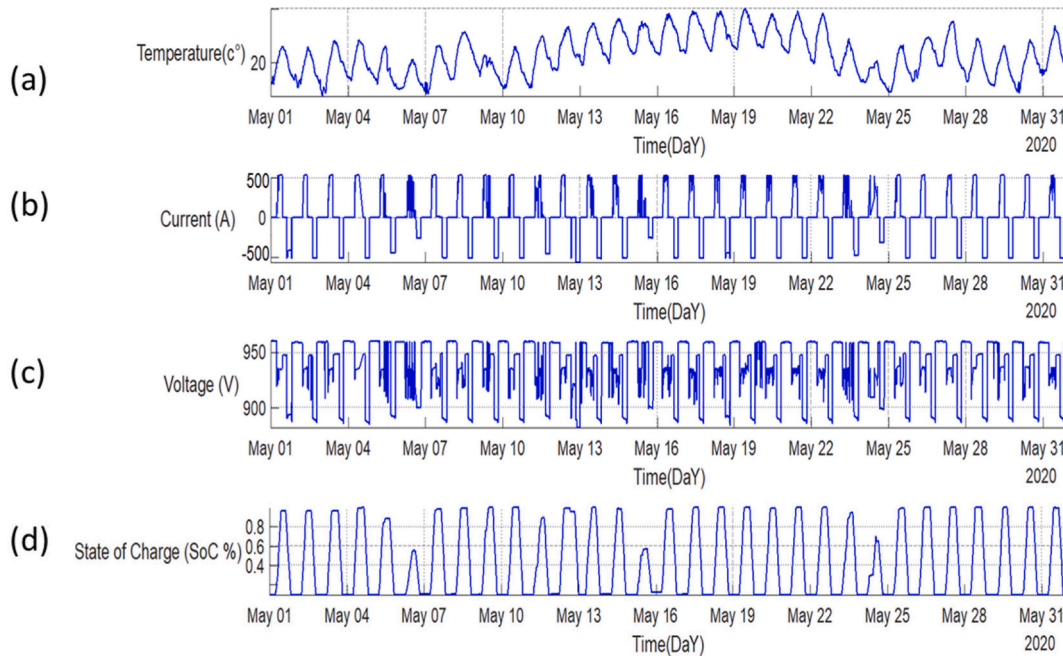 (a)
Temperature(c°)
20
May 01 May 04 May 07 May 10 May 13 May 16 May 19 May 22 May 25 May 28 May 31
Time(DaY) 2020
(b)
500
Current (A) 0
-500
May 01 May 04 May 07 May 10 May 13 May 16 May 19 May 22 May 25 May 28 May 31
Time(DaY) 2020
(c)
950
Voltage (V)
900
May 01 May 04 May 07 May 10 May 13 May 16 May 19 May 22 May 25 May 28 May 31
Time(DaY) 2020
(d)
0.8
State of Charge (SoC %) 0.6
0.4
May 01 May 04 May 07 May 10 May 13 May 16 May 19 May 22 May 25 May 28 May 31
Time(DaY) 2020